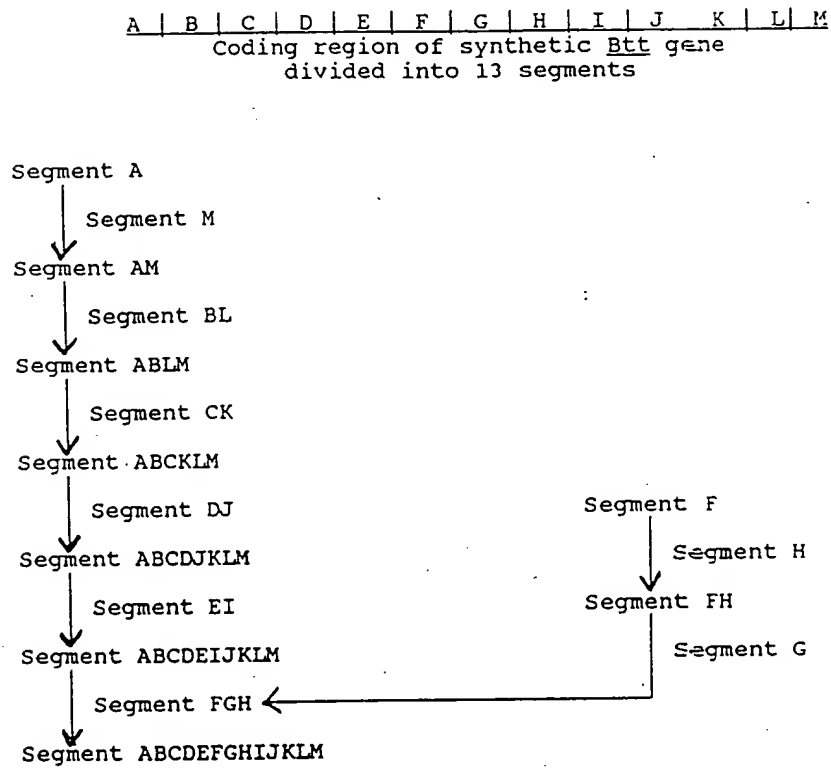 A | B | C | D | E | F | G | H | I | J K | L | M
Coding region of synthetic Btt gene
divided into 13 segments
Segment A
Segment M
Segment AM
Segment BL
Segment ABLM
Segment CK
Segment ABCKLM
Segment DJ
Segment F
Segment H
Segment ABCDJKLM
Segment EI
Segment FH
Segment G
Segment ABCDEIJKLM
Segment FGH
Segment ABCDEFGHIJKLM